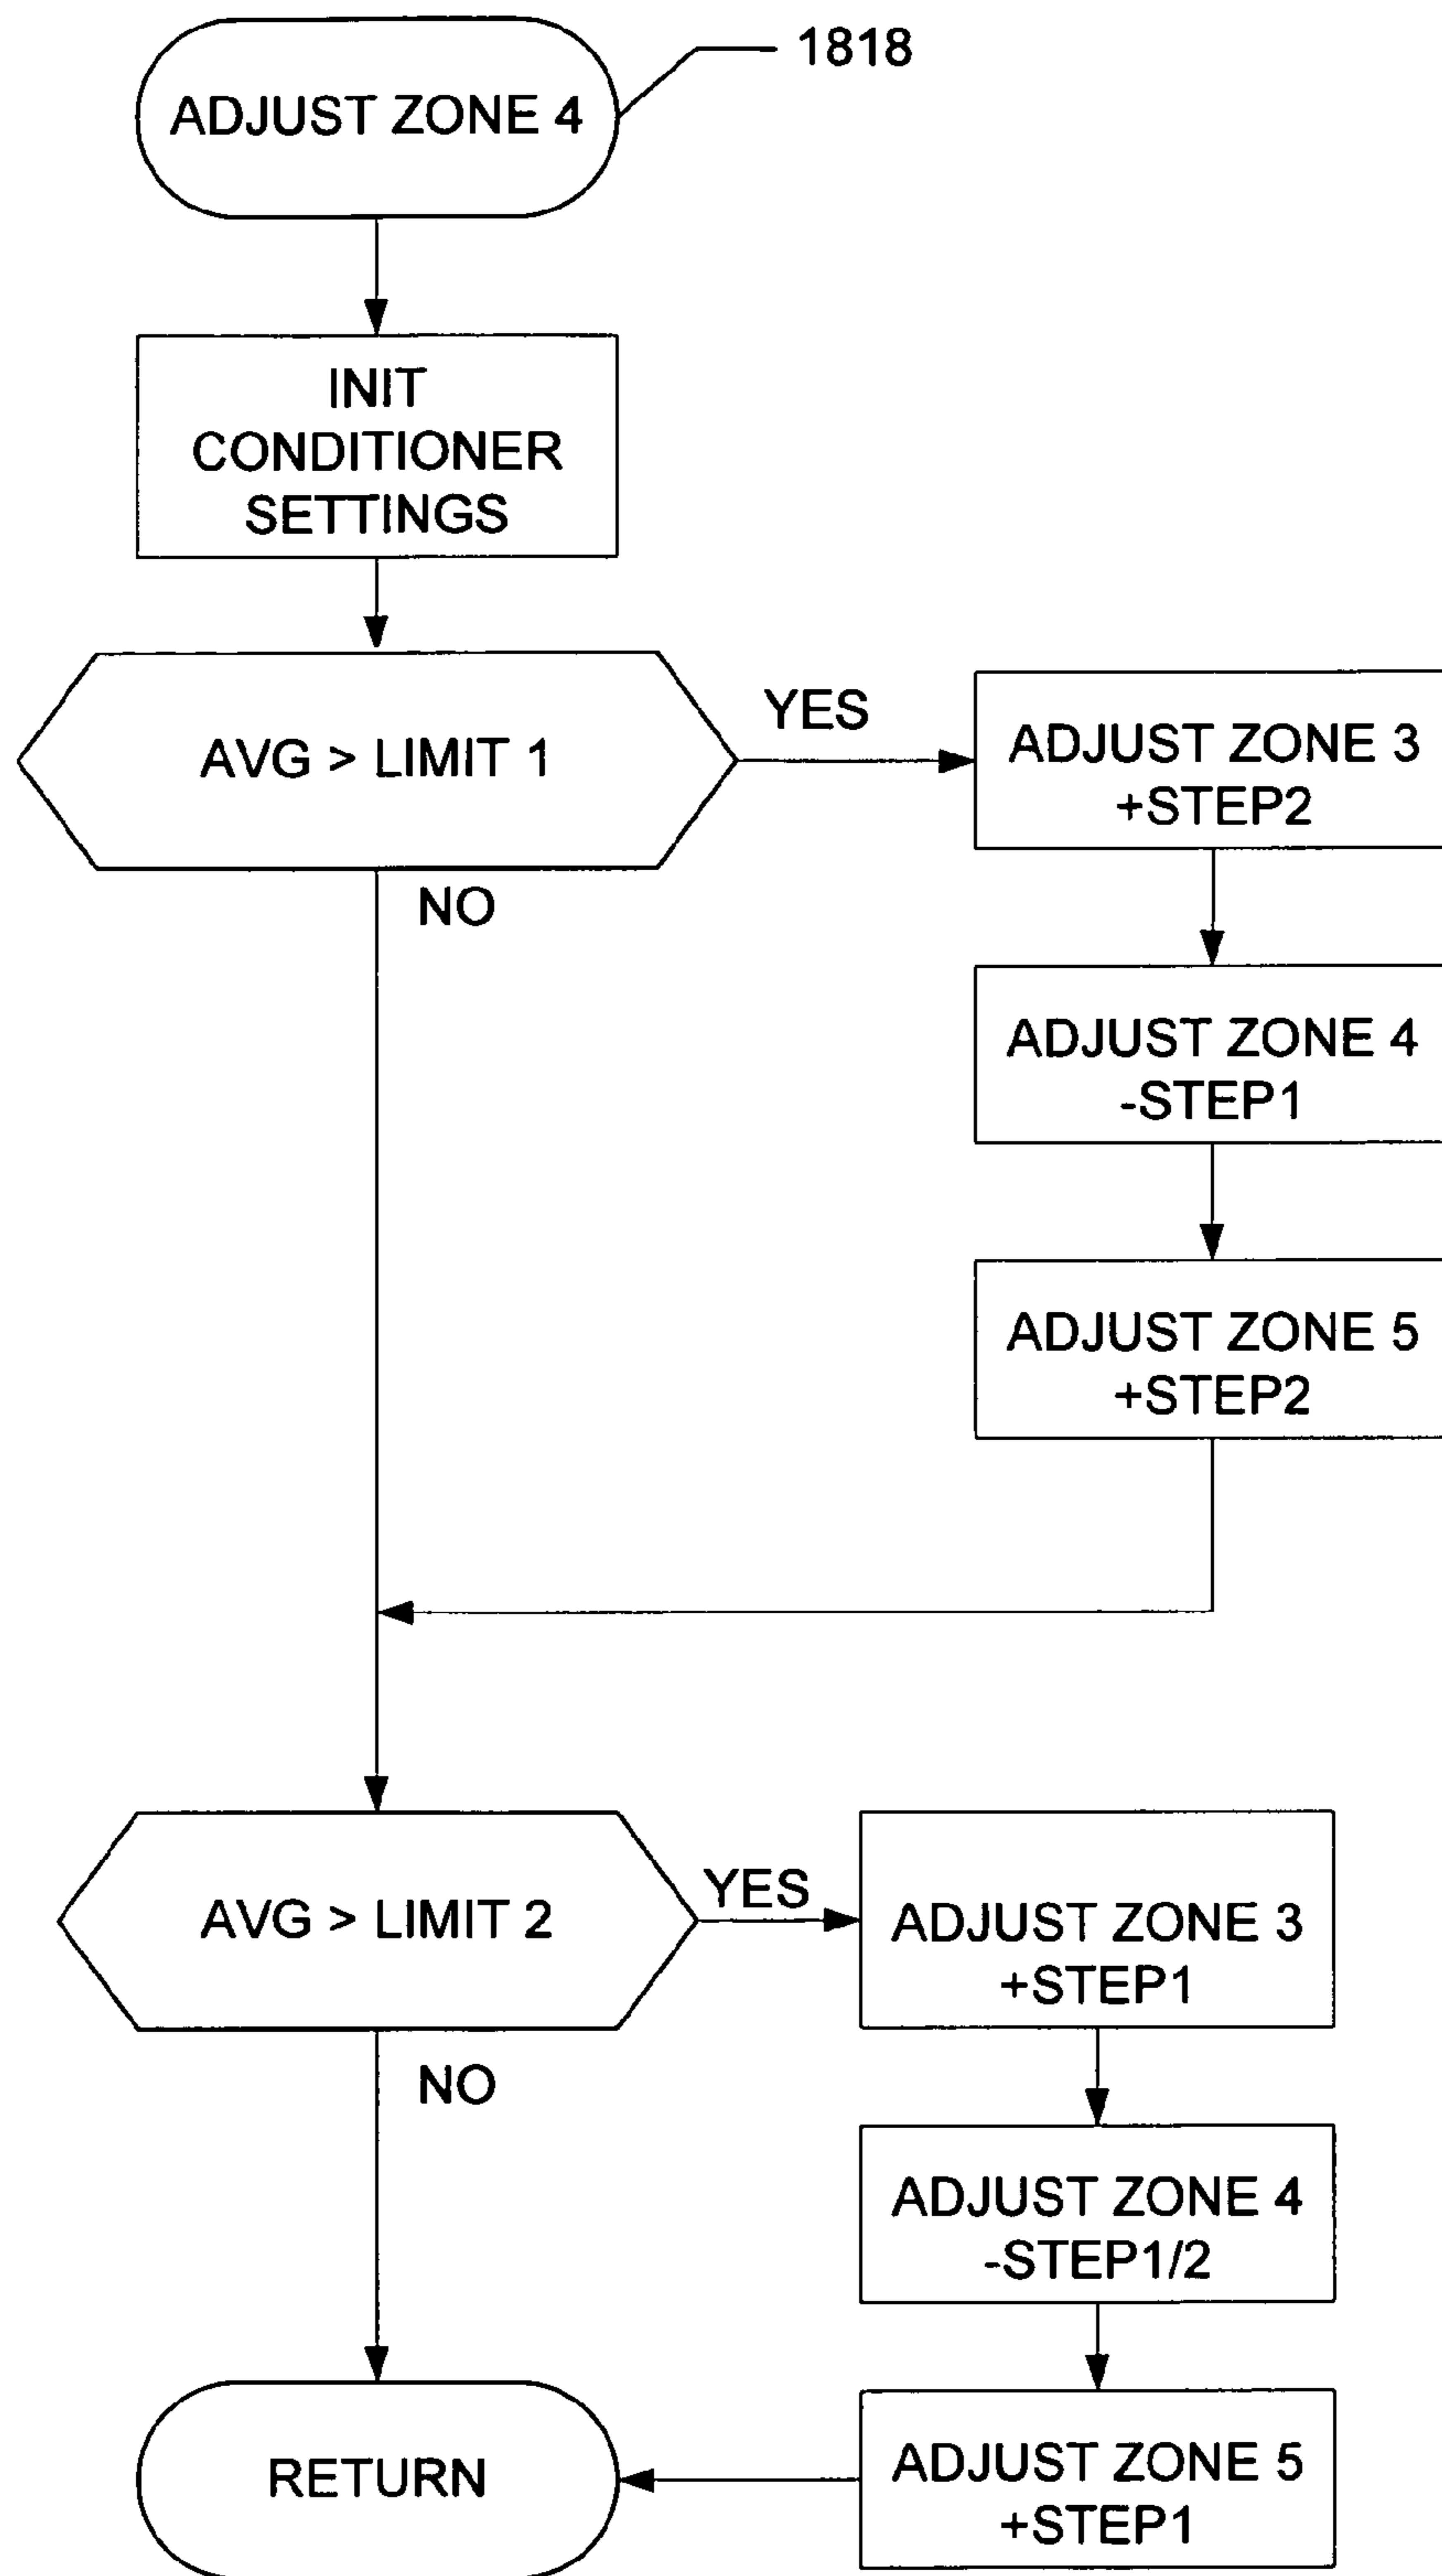 ADJUST ZONE 4
1818
INIT
CONDITIONER
SETTINGS
AVG > LIMIT 1
YES
NO
ADJUST ZONE 3
+STEP2
ADJUST ZONE 4
-STEP1
ADJUST ZONE 5
+STEP2
AVG > LIMIT 2
YES
NO
ADJUST ZONE 3
+STEP1
ADJUST ZONE 4
-STEP1/2
ADJUST ZONE 5
+STEP1
RETURN